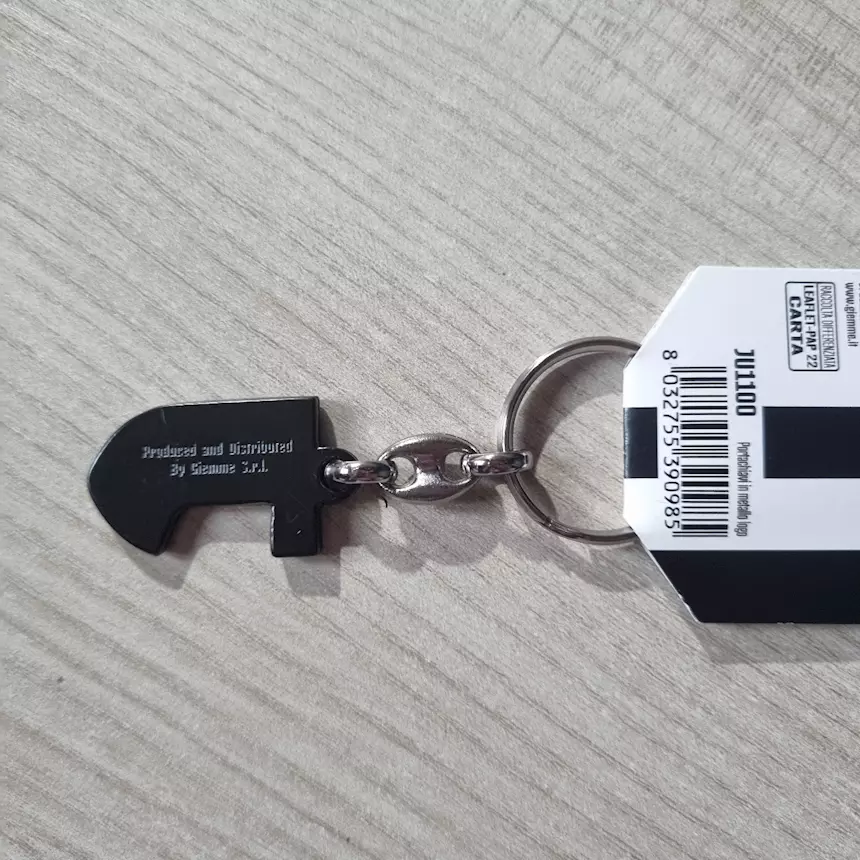 Produced and Distributed
By Giemme S.r.l.
JU1100
8 032755 390985
Portachiavi in metallo logo
RACCOLTA DIFFERENZIATA
LEAFLET-PAP 22
CARTA
www.giemme.it